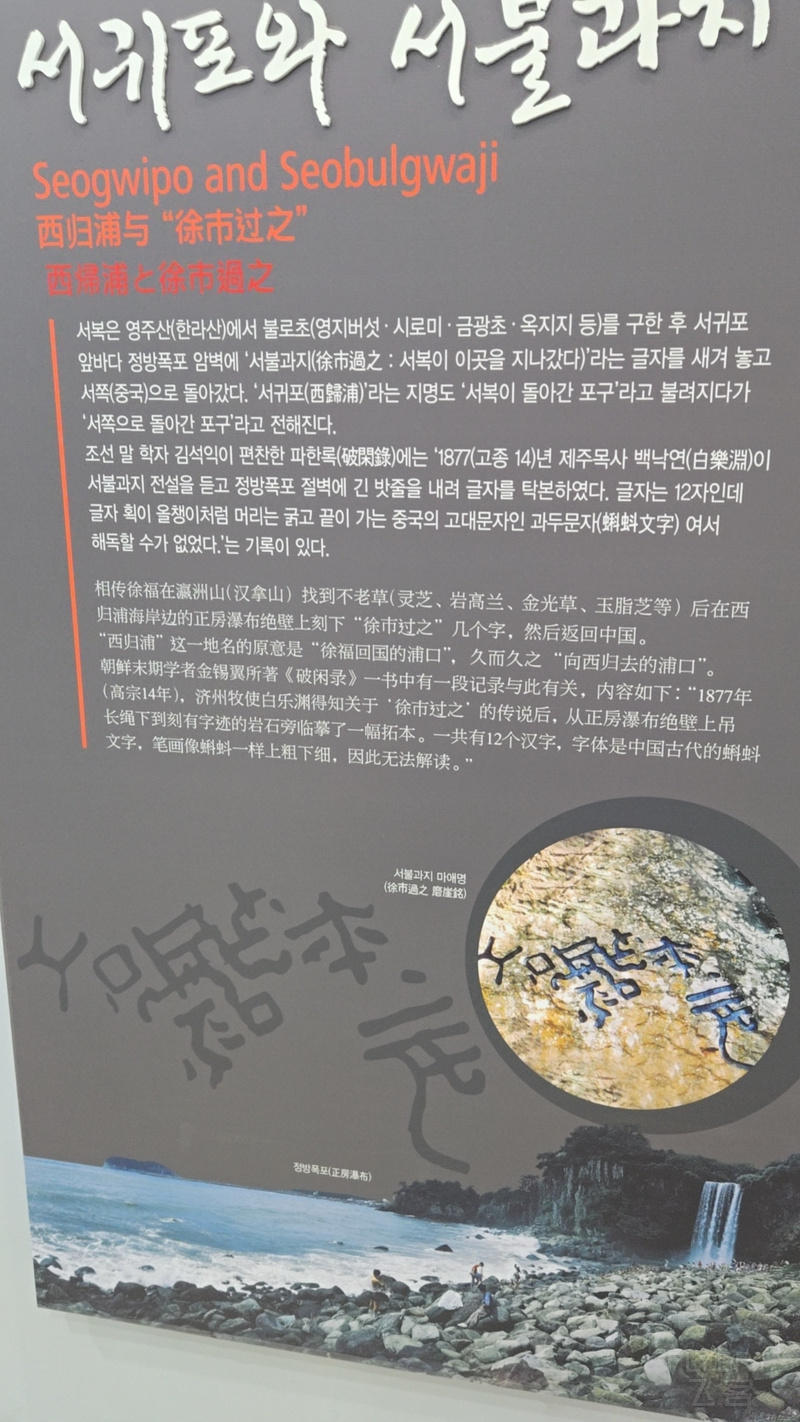 서귀포와 서불과지
Seogwipo and Seobulgwaji
西归浦与 “徐市过之”
西帰浦と徐市過之
서복은 영주산(한라산)에서 불로초(영지버섯 · 시로미 · 금광초 · 옥지지 등)를 구한 후 서귀포
앞바다 정방폭포 암벽에 ‘서불과지(徐市過之 : 서복이 이곳을 지나갔다)’라는 글자를 새겨 놓고
서쪽(중국)으로 돌아갔다. ‘서귀포(西歸浦)’라는 지명도 ‘서복이 돌아간 포구’라고 불려지다가
‘서쪽으로 돌아간 포구’라고 전해진다.
조선 말 학자 김석익이 편찬한 파한록(破閑錄)에는 ‘1877(고종 14)년 제주목사 백낙연(白樂淵)이
서불과지 전설을 듣고 정방폭포 절벽에 긴 밧줄을 내려 글자를 탁본하였다. 글자는 12자인데
글자 획이 올챙이처럼 머리는 굵고 끝이 가는 중국의 고대문자인 과두문자(蝌蚪文字) 여서
해독할 수가 없었다.’는 기록이 있다.
相传徐福在瀛洲山(汉拿山) 找到不老草(灵芝、岩高兰、金光草、玉脂芝等) 后在西
归浦海岸边的正房瀑布绝壁上刻下 “徐市过之” 几个字，然后返回中国。
“西归浦” 这一地名的原意是 “徐福回国的浦口”，久而久之 “向西归去的浦口”。
朝鲜末期学者金锡翼所著《破闲录》一书中有一段记录与此有关，内容如下：“1877年
(高宗14年)，济州牧使白乐渊得知关于 ‘徐市过之’ 的传说后，从正房瀑布绝壁上吊
长绳下到刻有字迹的岩石旁临摹了一幅拓本。一共有12个汉字，字体是中国古代的蝌蚪
文字，笔画像蝌蚪一样上粗下细，因此无法解读。”
서불과지 마애명
(徐市過之 磨崖銘)
정방폭포(正房瀑布)